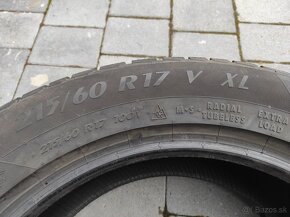 215/60 R17 V XL
215/60 R17 100V M+S RADIAL TUBELESS EXTRA LOAD
Bazos.sk